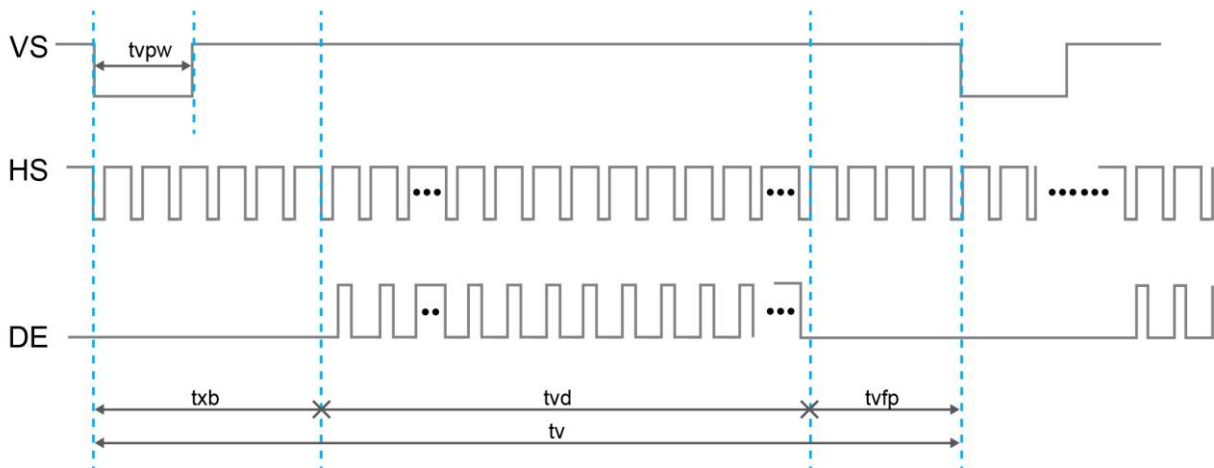 VS
tvpw
HS
••• ••• ••••••
•• •••
DE
txb tvd tvfp
tv